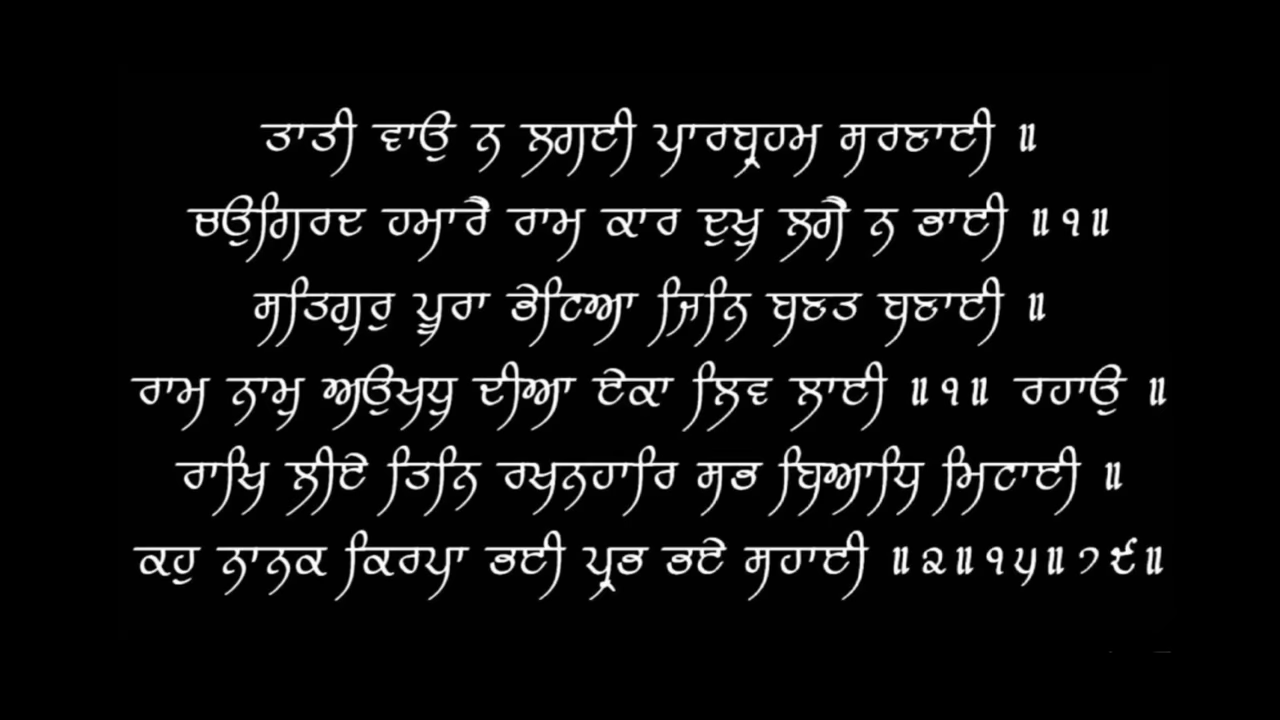 ਤਾਤੀ ਵਾਉ ਨ ਲਗਈ ਪਾਰਬ੍ਰਹਮ ਸਰਣਾਈ ॥
ਚਉਗਿਰਦ ਹਮਾਰੈ ਰਾਮ ਕਾਰ ਦੁਖੁ ਲਗੈ ਨ ਭਾਈ ॥੧॥
ਸਤਿਗੁਰੁ ਪੂਰਾ ਭੇਟਿਆ ਜਿਨਿ ਬਣਤ ਬਣਾਈ ॥
ਰਾਮ ਨਾਮੁ ਅਉਖਧੁ ਦੀਆ ਏਕਾ ਲਿਵ ਲਾਈ ॥੧॥ ਰਹਾਉ ॥
ਰਾਖਿ ਲੀਏ ਤਿਨਿ ਰਖਨਹਾਰਿ ਸਭ ਬਿਆਧਿ ਮਿਟਾਈ ॥
ਕਹੁ ਨਾਨਕ ਕਿਰਪਾ ਭਈ ਪ੍ਰਭ ਭਏ ਸਹਾਈ ॥੨॥੧੫॥੭੯॥